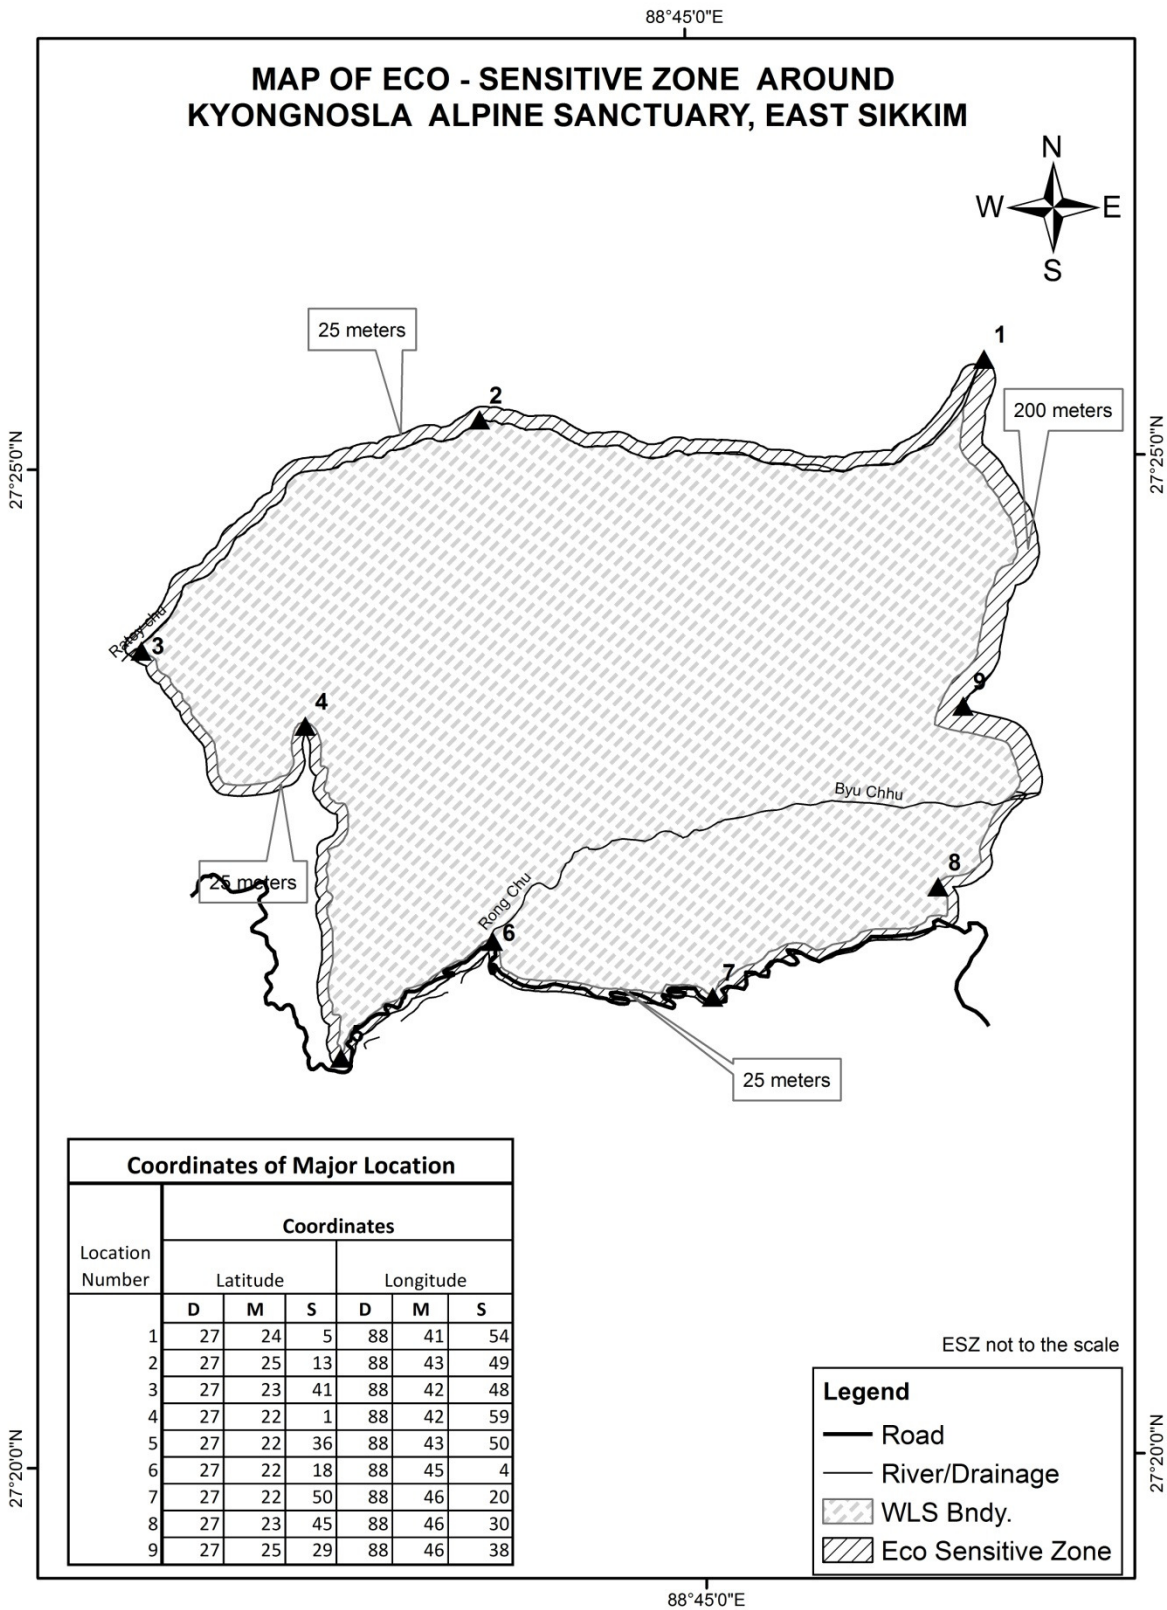 88°45'0"E
MAP OF ECO - SENSITIVE ZONE AROUND
KYONGNOSLA ALPINE SANCTUARY, EAST SIKKIM
N
W E
S
25 meters
1
2
200 meters
27°25'0"N
27°25'0"N
Ratey chu
3
4
9
Byu Chhu
8
25 meters
Rong Chu
6
7
5
25 meters
Coordinates of Major Location
Location Number Coordinates
Latitude Longitude
D M S D M S
1 27 24 5 88 41 54
2 27 25 13 88 43 49
3 27 23 41 88 42 48
4 27 22 1 88 42 59
5 27 22 36 88 43 50
6 27 22 18 88 45 4
7 27 22 50 88 46 20
8 27 23 45 88 46 30
9 27 25 29 88 46 38
ESZ not to the scale
Legend
Road
River/Drainage
WLS Bndy.
Eco Sensitive Zone
27°20'0"N
27°20'0"N
88°45'0"E